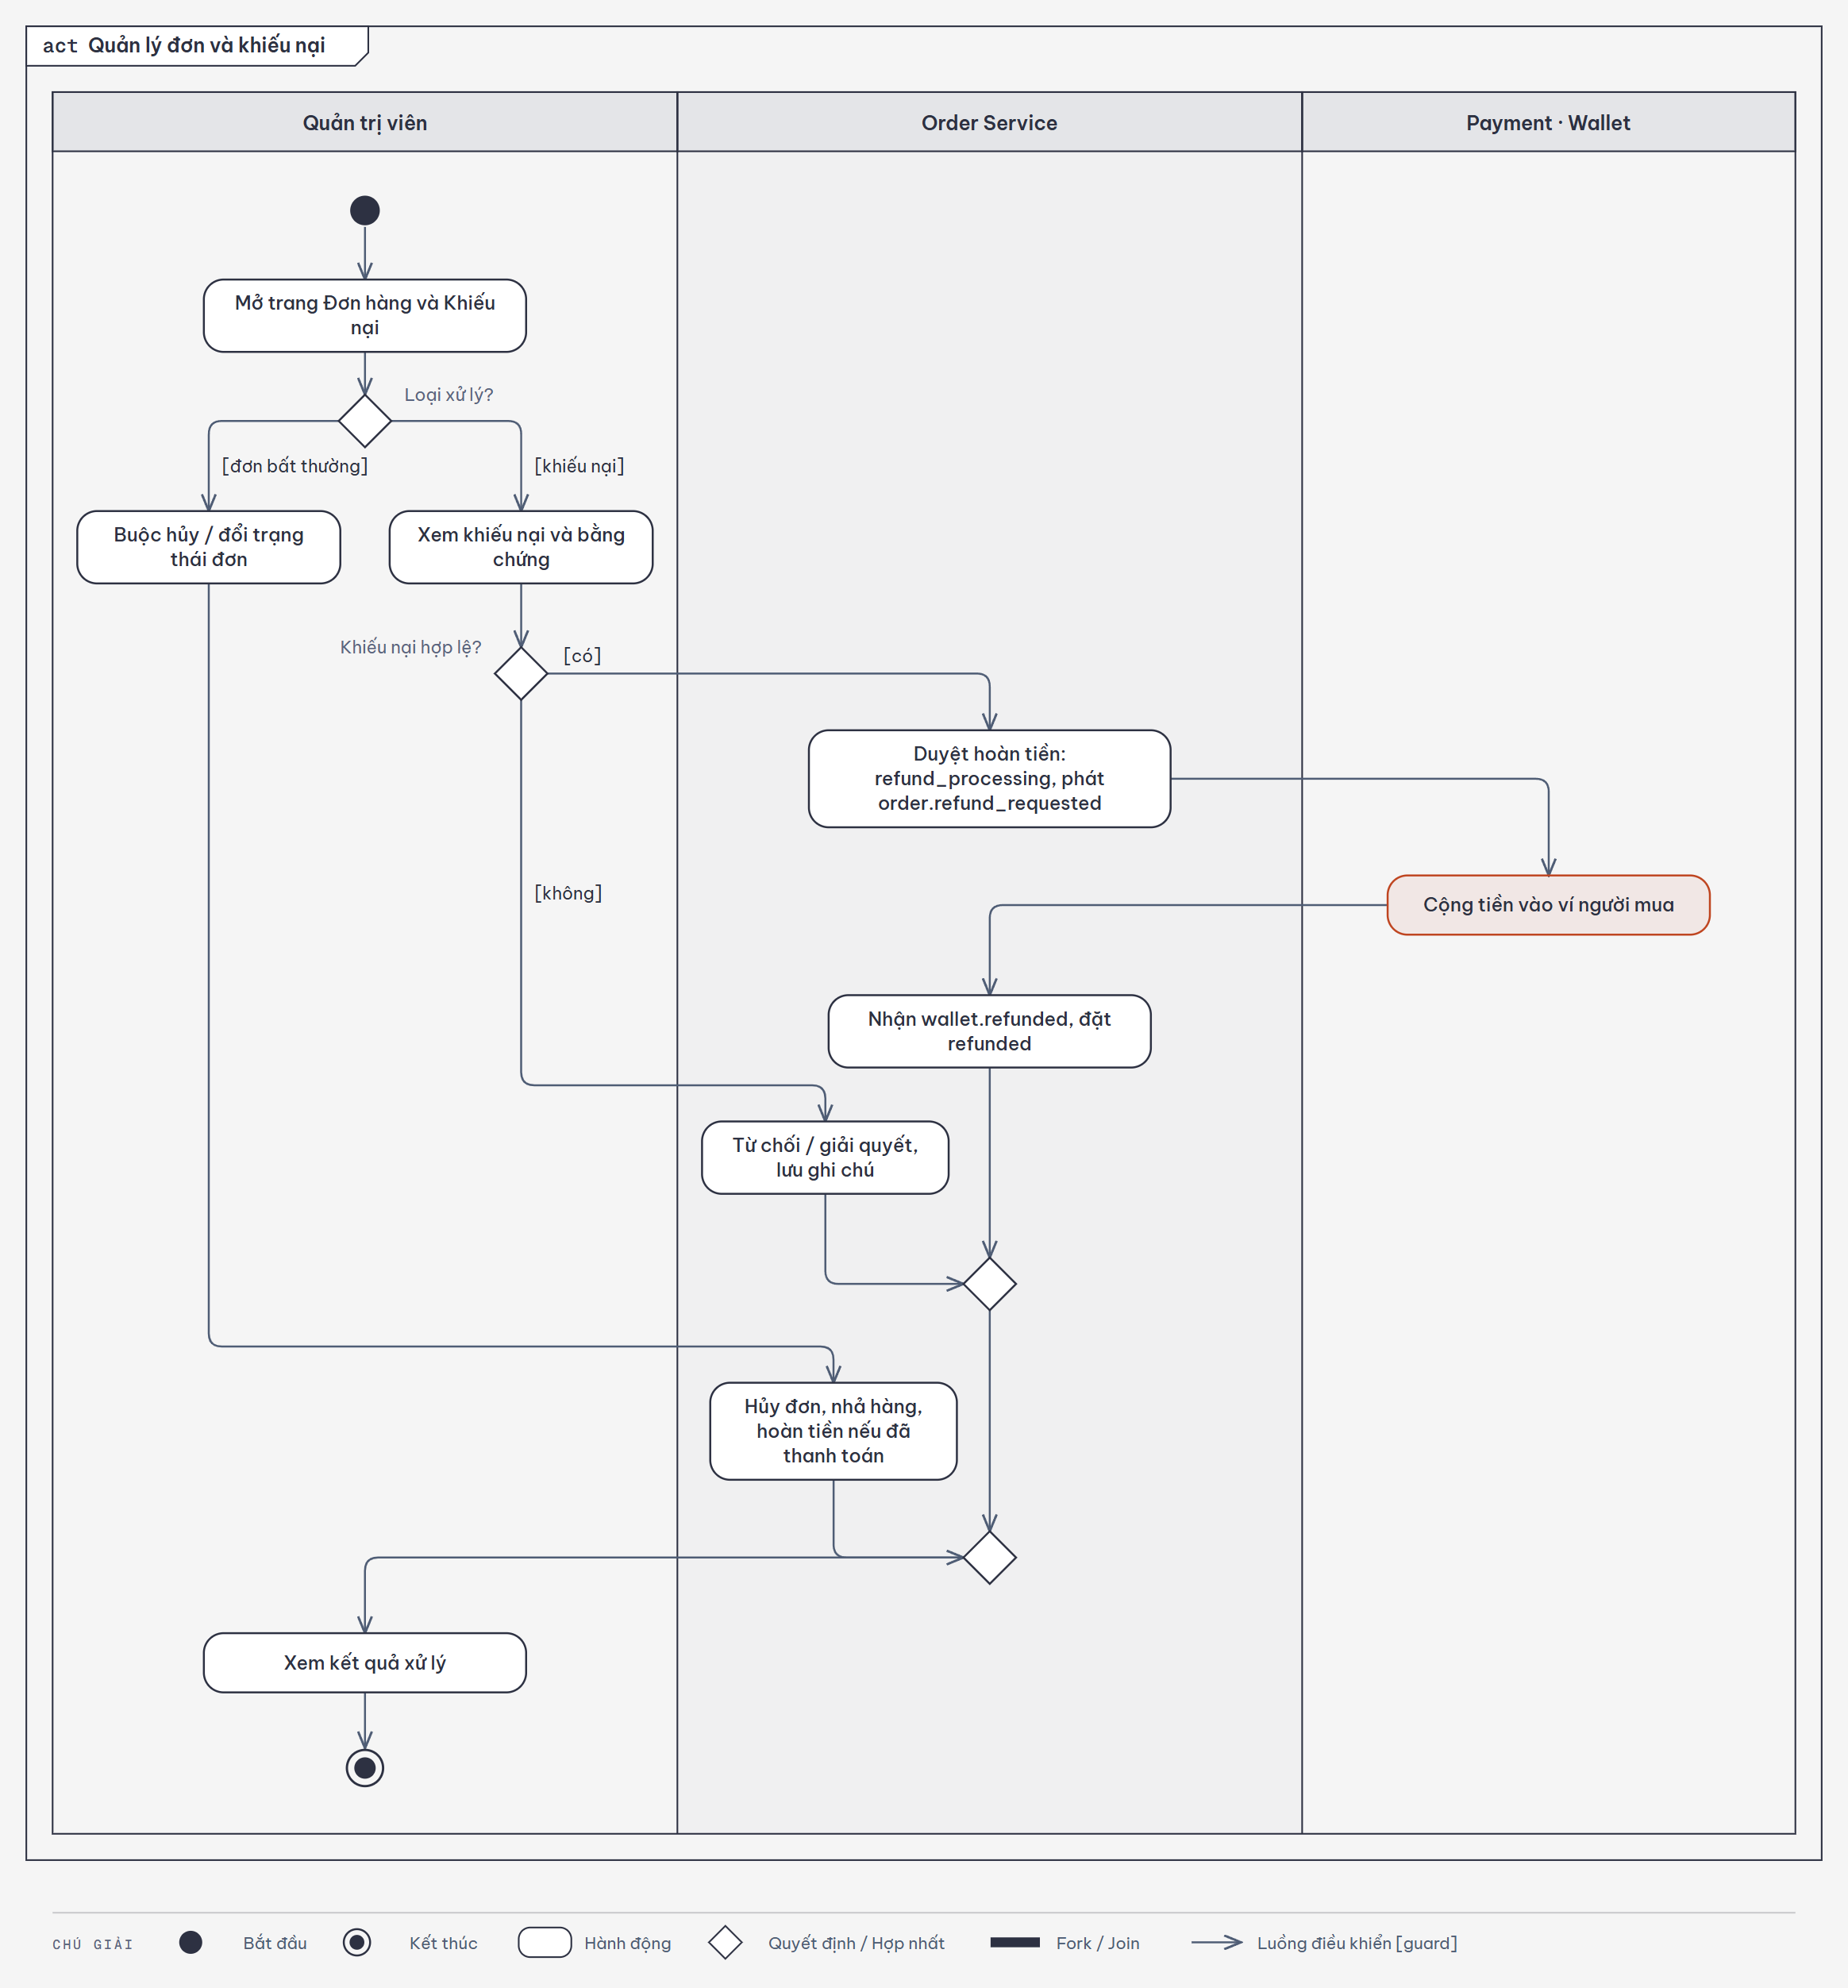 act Quản lý đơn và khiếu nại
Quản trị viên
Order Service
Payment · Wallet
Mở trang Đơn hàng và Khiếu
nại
Loại xử lý?
[đơn bất thường]
[khiếu nại]
Buộc hủy / đổi trạng
thái đơn
Xem khiếu nại và bằng
chứng
Khiếu nại hợp lệ?
[có]
Duyệt hoàn tiền:
refund_processing, phát
order.refund_requested
[không]
Cộng tiền vào ví người mua
Nhận wallet.refunded, đặt
refunded
Từ chối / giải quyết,
lưu ghi chú
Hủy đơn, nhả hàng,
hoàn tiền nếu đã
thanh toán
Xem kết quả xử lý
CHÚ GIẢI
Bắt đầu
Kết thúc
Hành động
Quyết định / Hợp nhất
Fork / Join
Luồng điều khiển [guard]